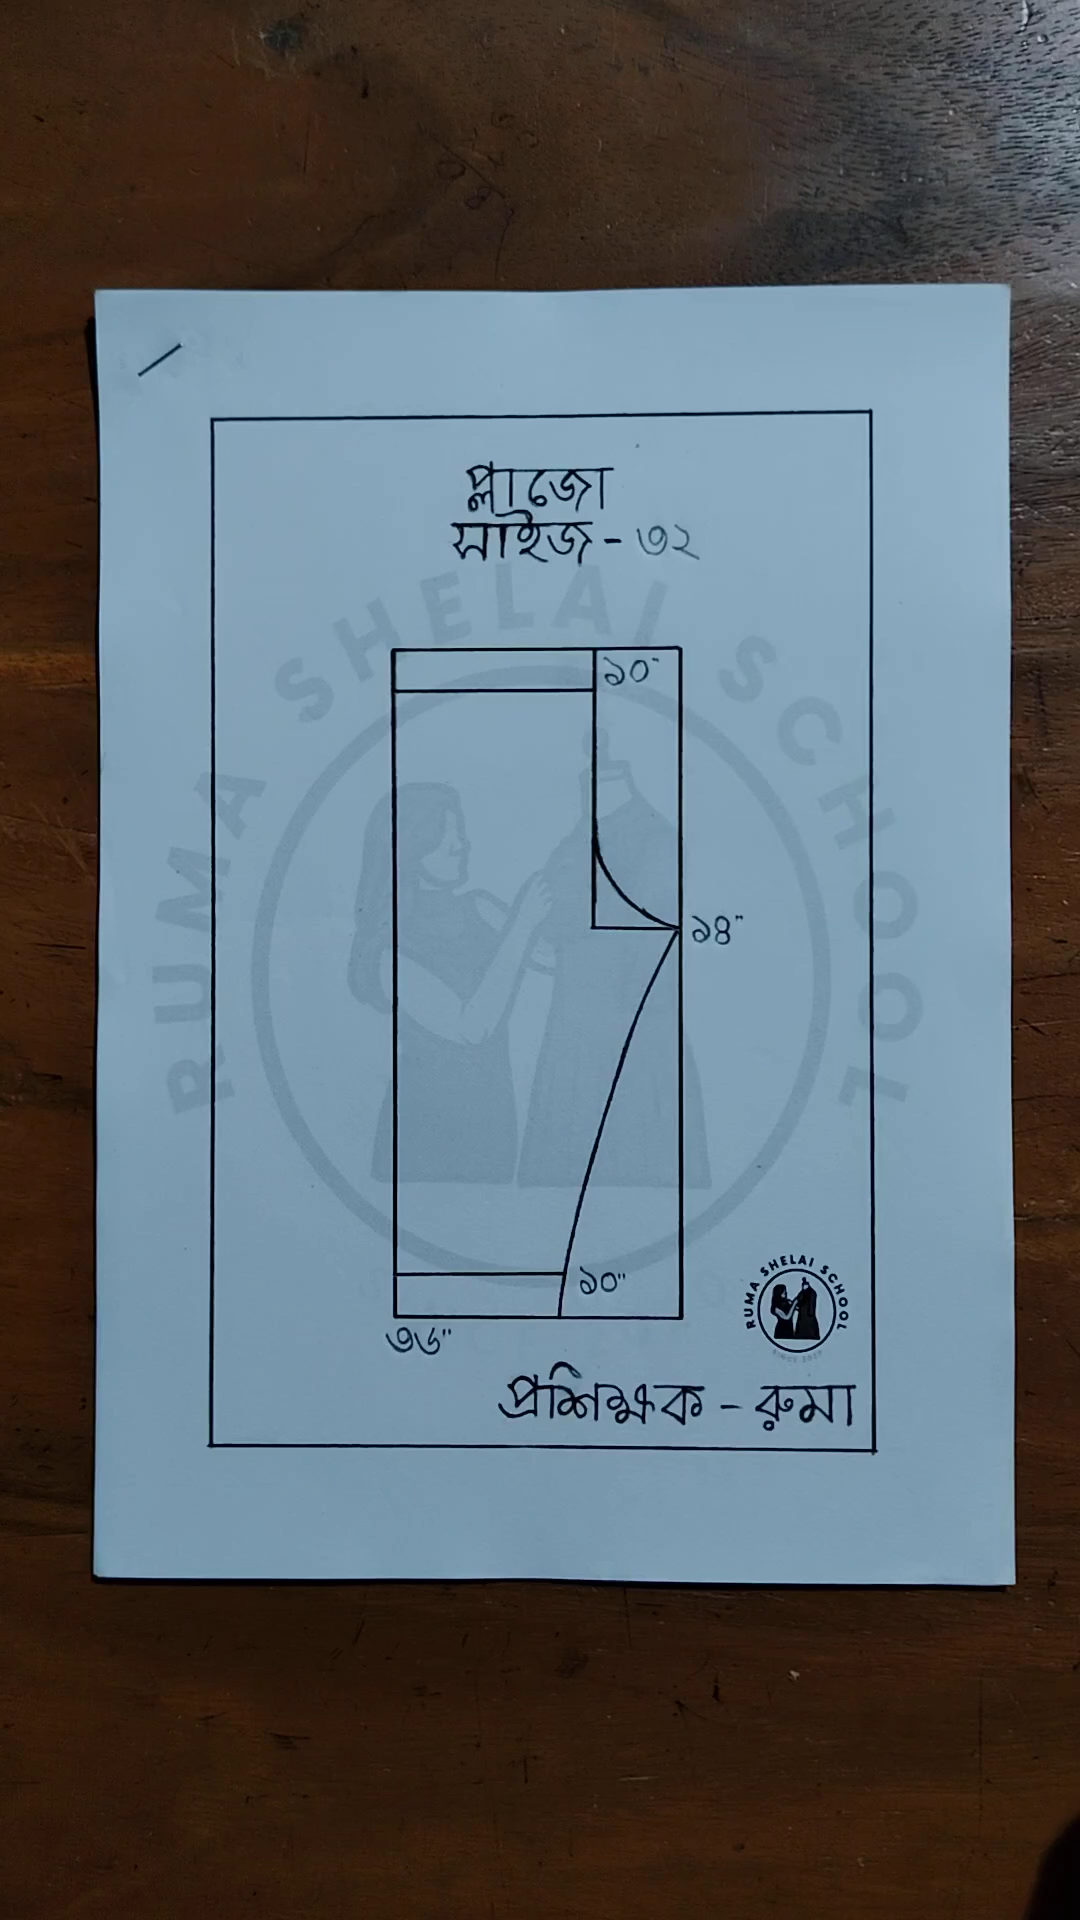 প্লাজো
সাইজ - ৩২
RUMA SHELAI SCHOOL
১০"
১৪"
১০"
৩৬"
RUMA SHELAI SCHOOL
প্রশিক্ষক - রুমা